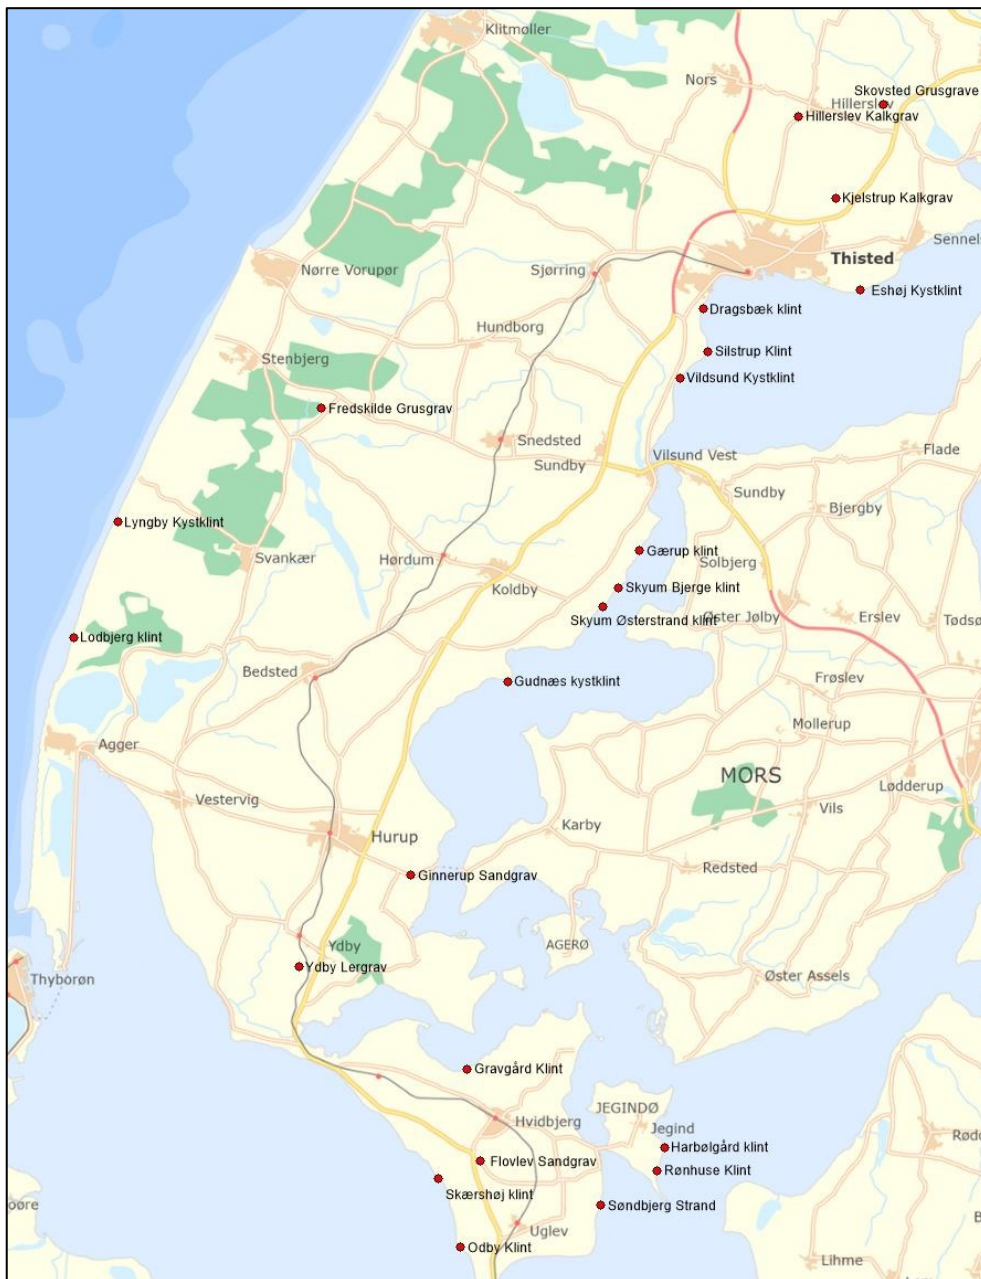 Klitmøller
Nors
Skovsted Grusgrave
Hillerslev
Hillerslev Kalkgrav
Kjelstrup Kalkgrav
Sennels
Thisted
Nørre Vorupør
Sjørring
Eshøj Kystklint
Dragsbæk klint
Hundborg
Silstrup Klint
Stenbjerg
Vildsund Kystklint
Fredskilde Grusgrav
Snedsted
Sundby
Vilsund Vest
Flade
Sundby
Bjergby
Lyngby Kystklint
Svankær
Hørdum
Gærup klint
Solbjerg
Koldby
Skyum Bjerge klint
Skyum Østerstrand klint
Øster Jølby
Erslev
Tødsø
Lodbjerg klint
Bedsted
Gudnæs kystklint
Frøslev
Mollerup
Agger
MORS
Lødderup
Vestervig
Vils
Karby
Hurup
Redsted
Ginnerup Sandgrav
Ydby
AGERØ
Ydby Lergrav
Thyborøn
Øster Assels
Gravgård Klint
JEGINDØ
Hvidbjerg
Jegind
Harbølgård klint
Flovlev Sandgrav
Rønhuse Klint
Skærshøj klint
Søndbjerg Strand
Uglev
Odby Klint
Lihme